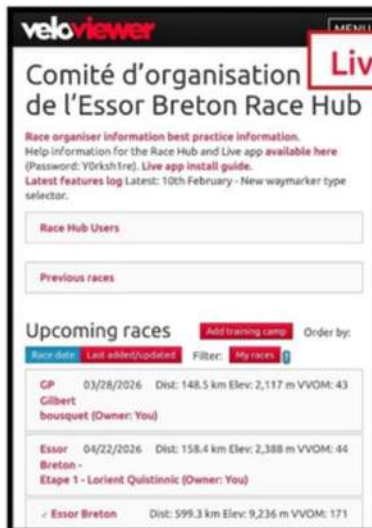 veloviewer
MENU
Liv
Comité d'organisation
de l'Essor Breton Race Hub
Race organiser information best practice information.
Help information for the Race Hub and Live app available here
(Password: Y0rksh1re). Live app install guide.
Latest features log Latest: 10th February - New waymarker type
selector.
Race Hub Users
Previous races
Upcoming races Add training camp Order by:
Race date Last added/updated Filter: My races ?
GP 03/28/2026 Dist: 148.5 km Elev: 2,117 m VVOM: 43
Gilbert
bousquet (Owner: You)
Essor 04/22/2026 Dist: 158.4 km Elev: 2,388 m VVOM: 44
Breton -
Etape 1 - Lorient Quistinnic (Owner: You)
Essor Breton Dist: 599.3 km Elev: 9,236 m VVOM: 171